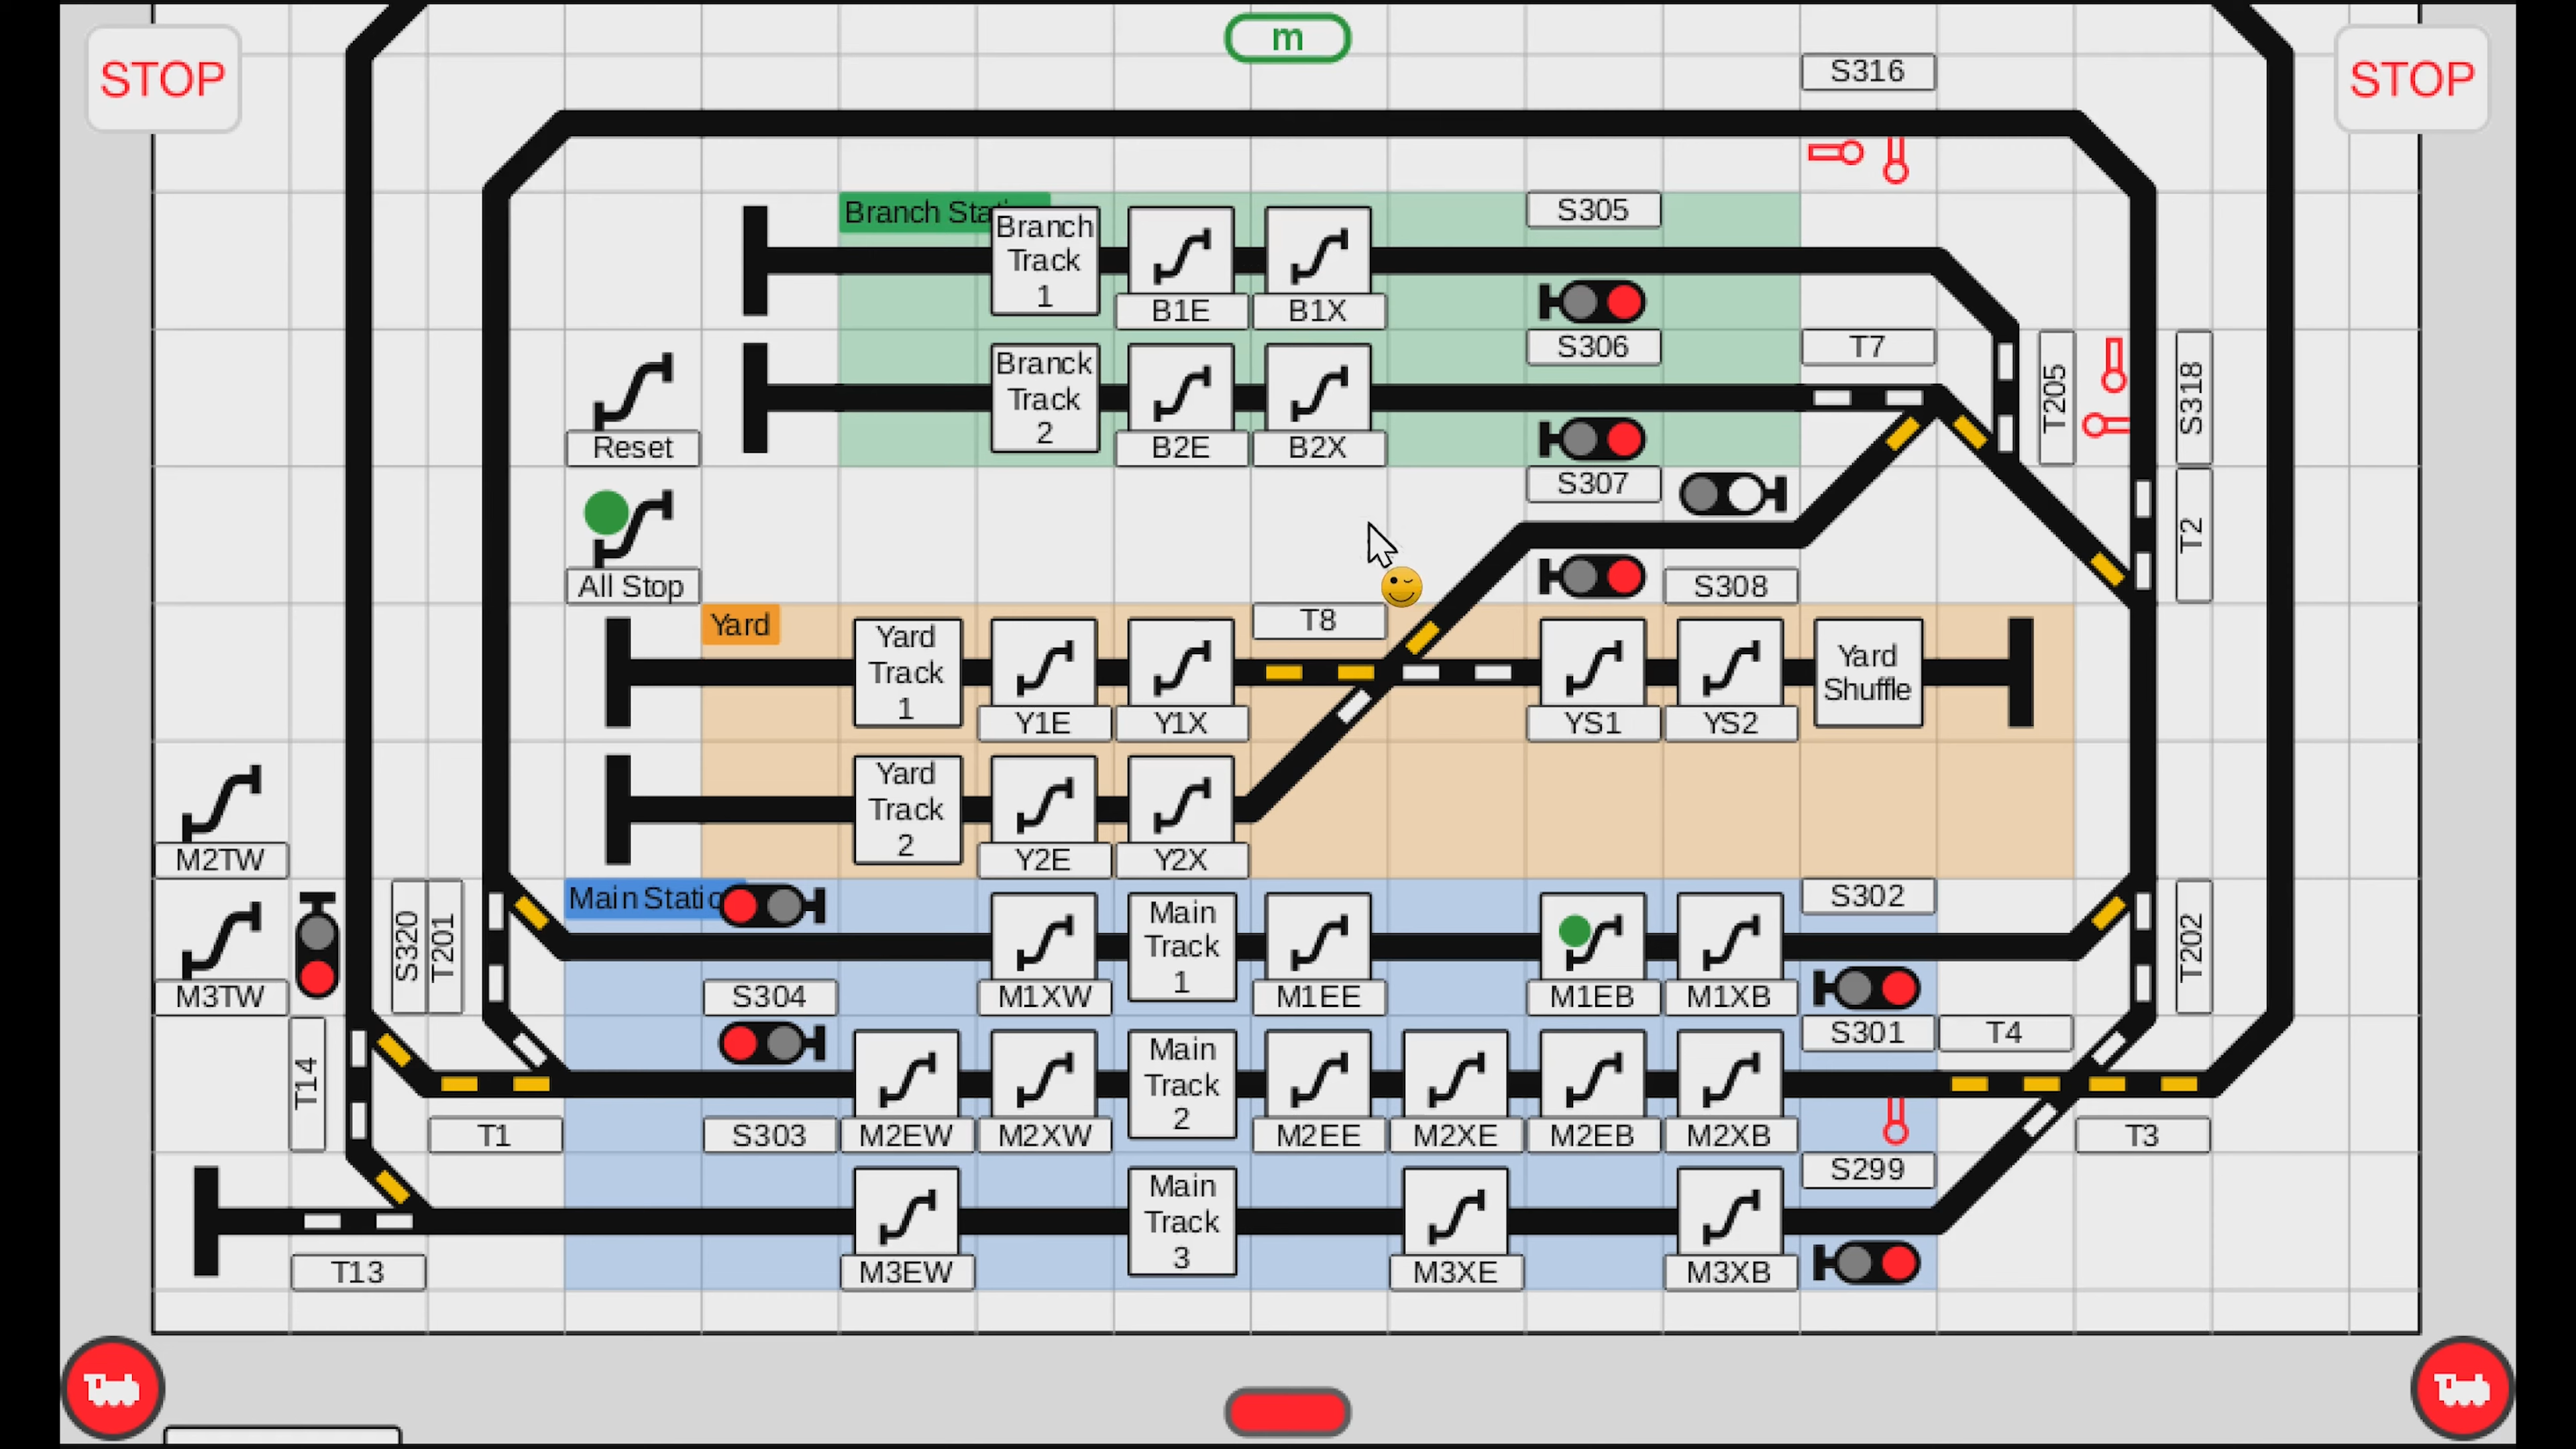 m
STOP
STOP
S316
Branch
S305
Branch
Track
1
B1E
B1X
S306
T7
Branck
Track
2
B2E
B2X
T205
S318
Reset
S307
T2
All Stop
S308
Yard
T8
Yard
Track
1
Y1E
Y1X
YS1
YS2
Yard
Shuffle
Yard
Track
2
Y2E
Y2X
M2TW
Main
S302
M3TW
S320
T201
Main
Track
1
T202
S304
M1XW
M1EE
M1EB
M1XB
S301
T4
T14
Main
Track
2
T1
S303
M2EW
M2XW
M2EE
M2XE
M2EB
M2XB
T3
S299
Main
Track
3
T13
M3EW
M3XE
M3XB